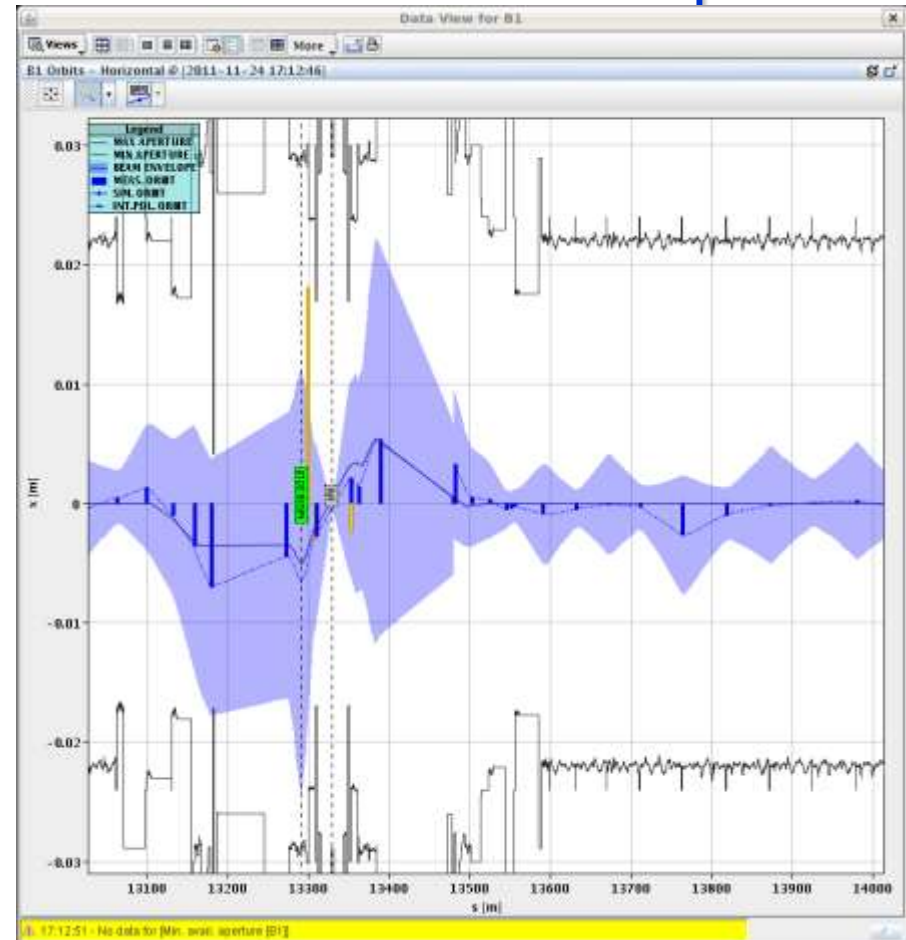 Data View for B1
Views
More
B1 Orbits - Horizontal @ [2011-11-24 17:12:46]
Legend
MAX.APERTURE
MIN.APERTURE
BEAM ENVELOPE
MEAS. ORBIT
SIM. ORBIT
INT.POL. ORBIT
0.03
0.02
0.01
0
-0.01
-0.02
-0.03
x [m]
13100 13200 13300 13400 13500 13600 13700 13800 13900 14000
s [m]
17:12:51 - No data for [Min. avail. aperture [B1]]